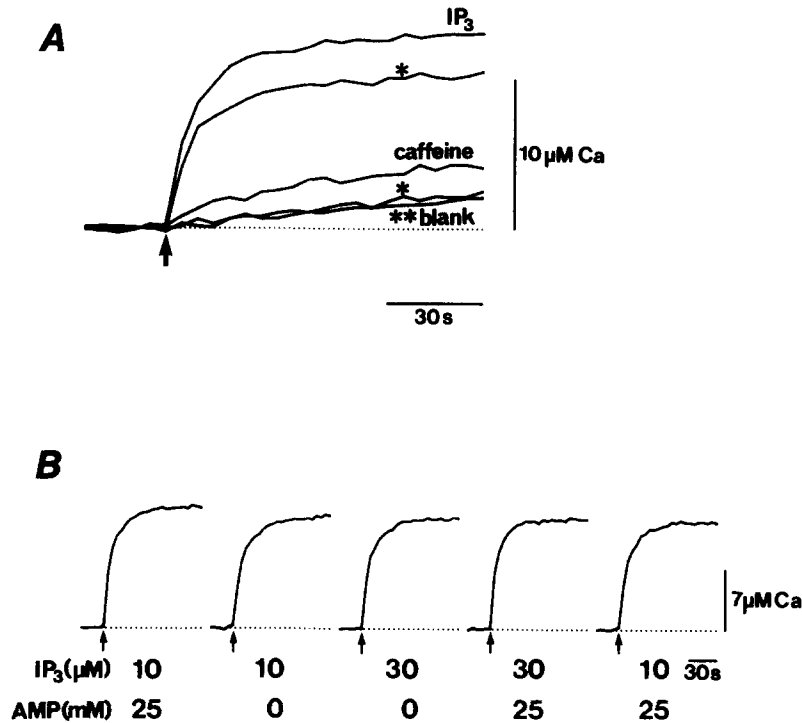 A
IP₃
*
caffeine
*
**blank
10 µM Ca
30 s
B
7µM Ca
IP₃(µM) 10 10 30 30 10 30s
AMP(mM) 25 0 0 25 25